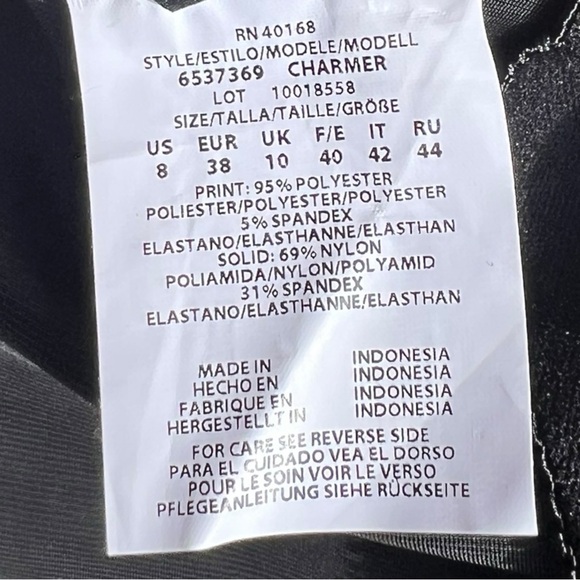 RN 40168
STYLE/ESTILO/MODELE/MODELL
6537369 CHARMER
LOT 10018558
SIZE/TALLA/TAILLE/GRÖßE
US EUR UK F/E IT RU
8 38 10 40 42 44
PRINT: 95% POLYESTER
POLIESTER/POLYESTER/POLYESTER
5% SPANDEX
ELASTANO/ELASTHANNE/ELASTHAN
SOLID: 69% NYLON
POLIAMIDA/NYLON/POLYAMID
31% SPANDEX
ELASTANO/ELASTHANNE/ELASTHAN
MADE IN INDONESIA
HECHO EN INDONESIA
FABRIQUE EN INDONESIA
HERGESTELLT IN INDONESIA
FOR CARE SEE REVERSE SIDE
PARA EL CUIDADO VEA EL DORSO
POUR LE SOIN VOIR LE VERSO
PFLEGEANLEITUNG SIEHE RÜCKSEITE